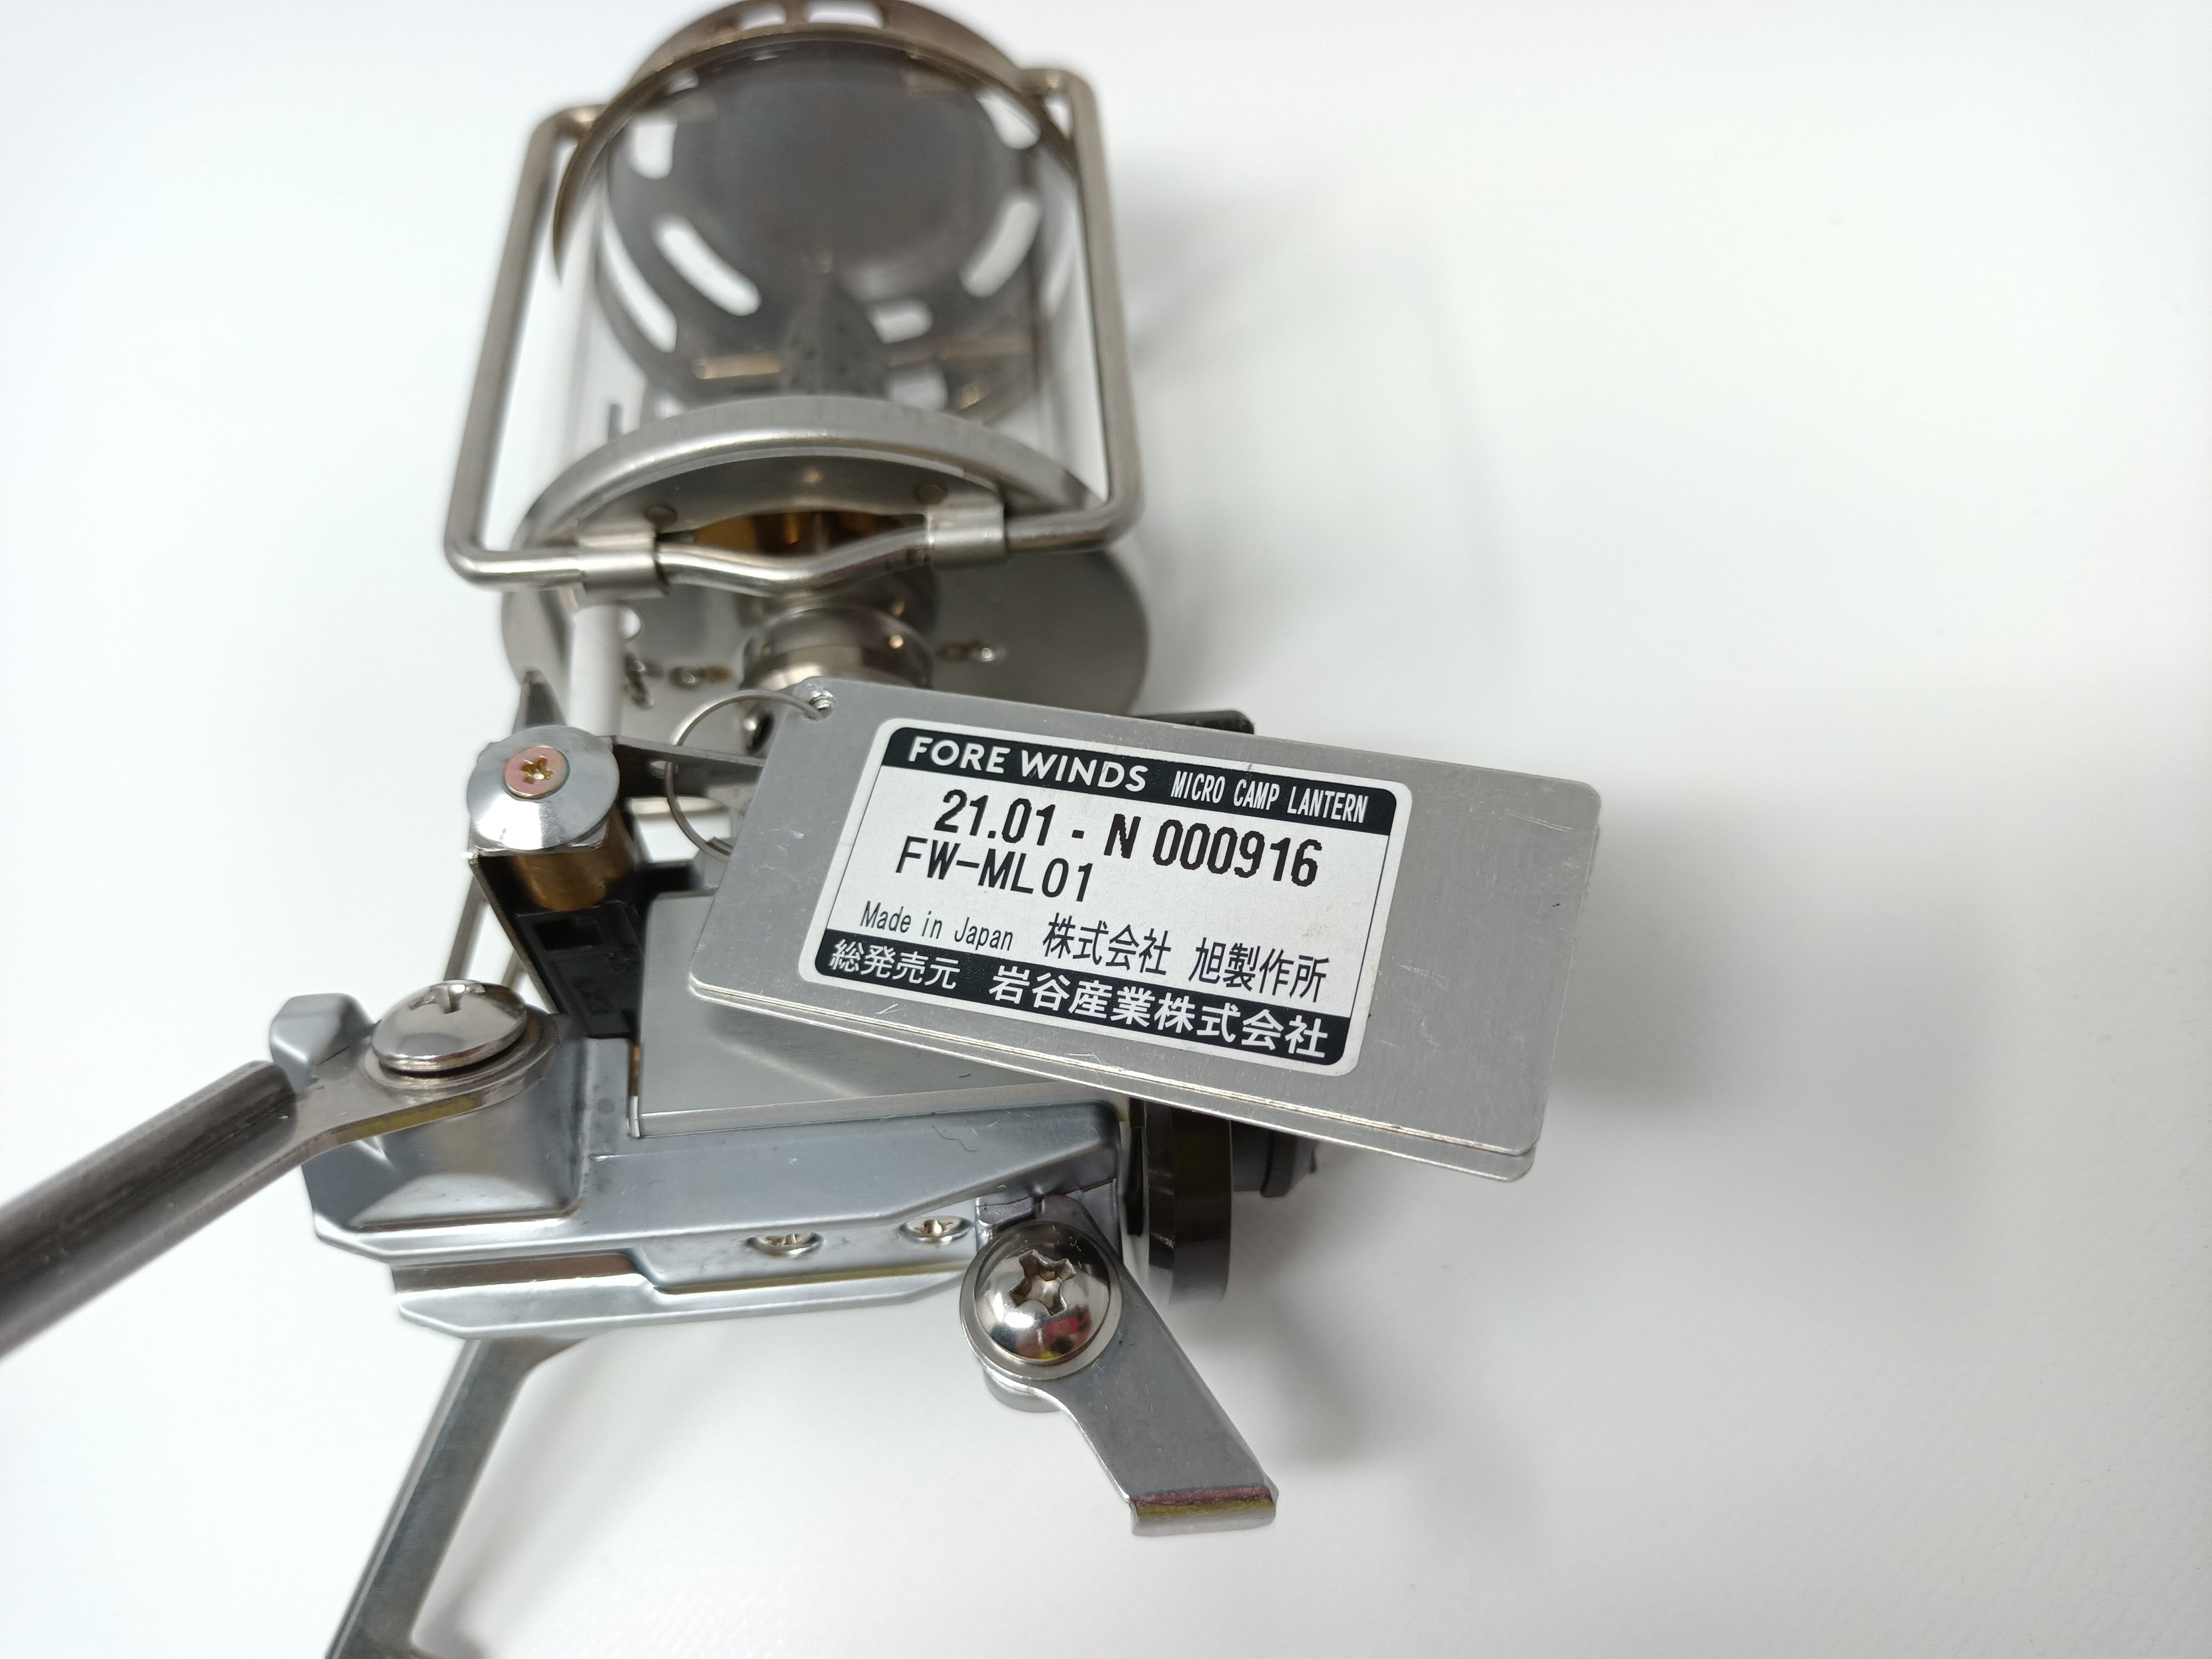 FORE WINDS MICRO CAMP LANTERN
21.01 - N 000916
FW-ML01
Made in Japan 株式会社 旭製作所
総発売元 岩谷産業株式会社